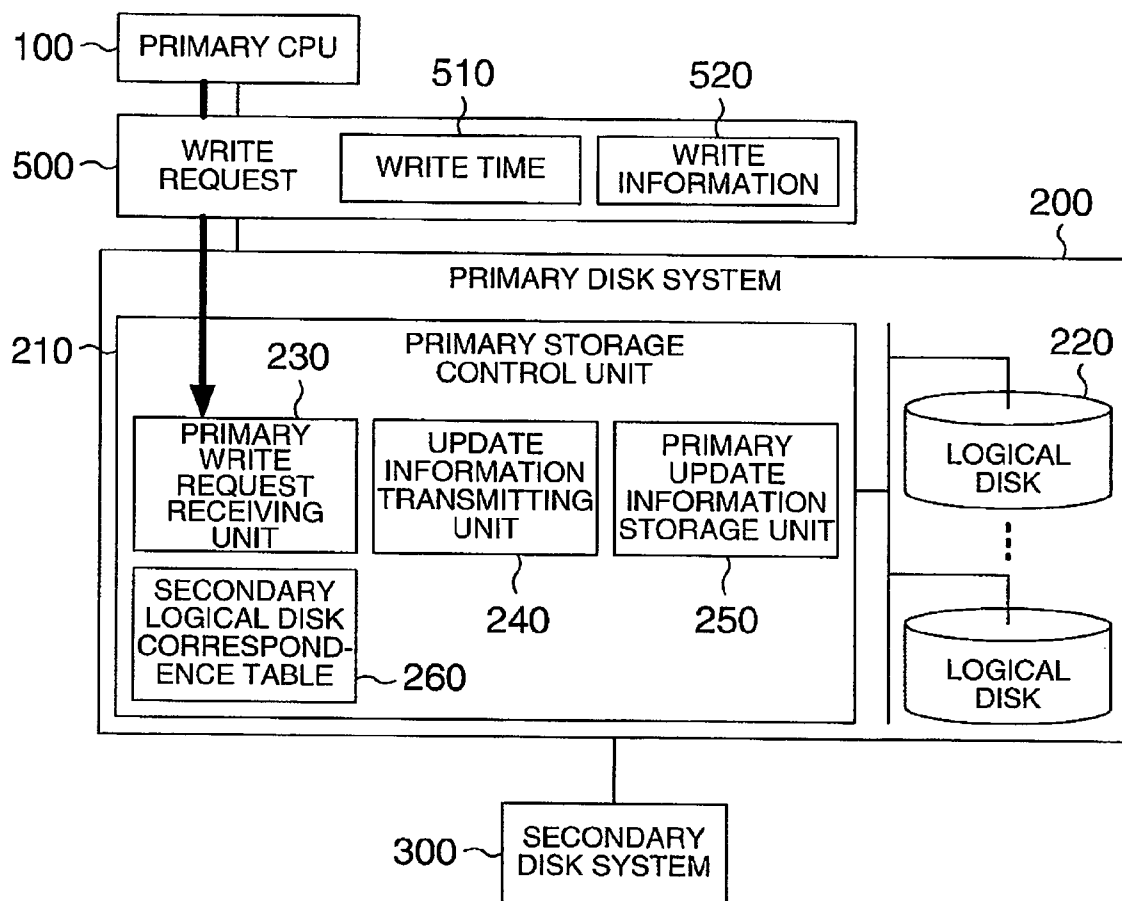 100
PRIMARY CPU
510
520
500
WRITE
REQUEST
WRITE TIME
WRITE
INFORMATION
200
PRIMARY DISK SYSTEM
210
PRIMARY STORAGE
CONTROL UNIT
230
220
PRIMARY
WRITE
REQUEST
RECEIVING
UNIT
UPDATE
INFORMATION
TRANSMITTING
UNIT
PRIMARY
UPDATE
INFORMATION
STORAGE UNIT
LOGICAL
DISK
240
250
SECONDARY
LOGICAL DISK
CORRESPOND-
ENCE TABLE
260
LOGICAL
DISK
300
SECONDARY
DISK SYSTEM